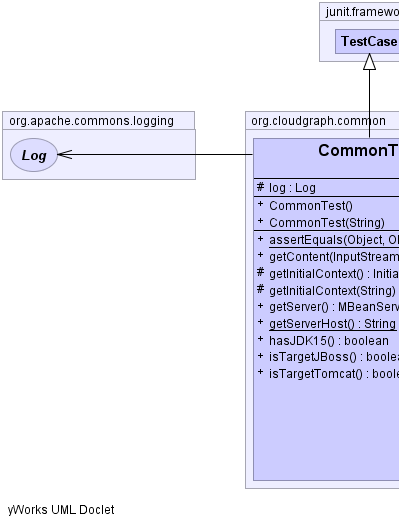 junit.framewo
TestCase
org.apache.commons.logging
org.cloudgraph.common
Log
CommonT
# log : Log
+ CommonTest()
+ CommonTest(String)
+ assertEquals(Object, Ob
+ getContent(InputStream
# getInitialContext() : Initia
# getInitialContext(String)
+ getServer() : MBeanServ
+ getServerHost() : String
+ hasJDK15() : boolean
+ isTargetJBoss() : boolea
+ isTargetTomcat() : boole
yWorks UML Doclet